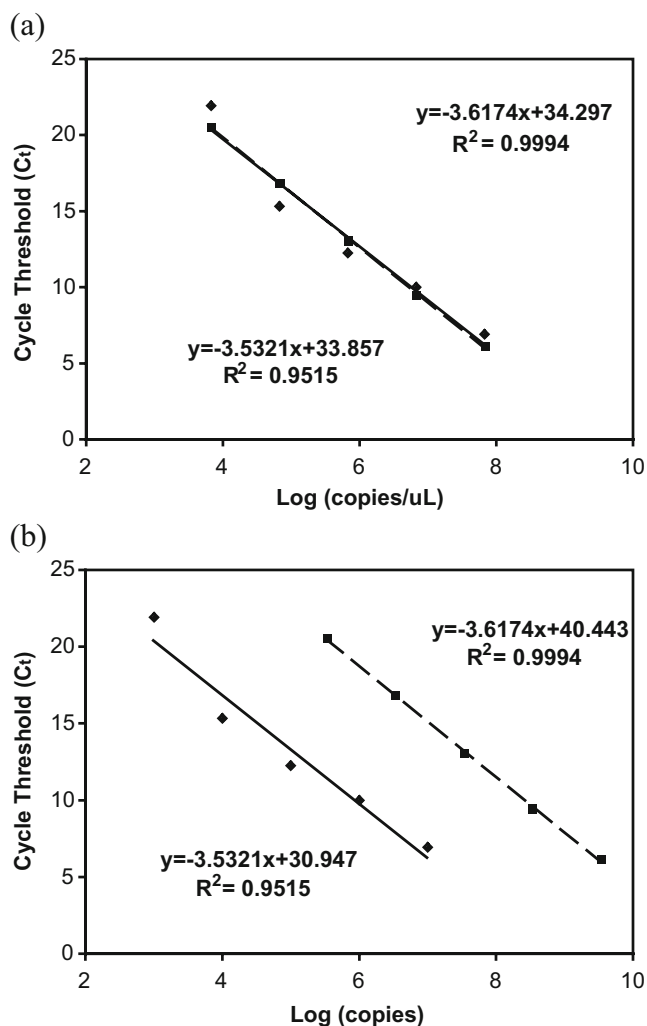 (a)
25
20
15
10
5
0
Cycle Threshold (Ct)
y=-3.6174x+34.297
R² = 0.9994
y=-3.5321x+33.857
R² = 0.9515
2 4 6 8 10
Log (copies/uL)
(b)
25
20
15
10
5
0
Cycle Threshold (Ct)
y=-3.6174x+40.443
R² = 0.9994
y=-3.5321x+30.947
R² = 0.9515
2 4 6 8 10
Log (copies)